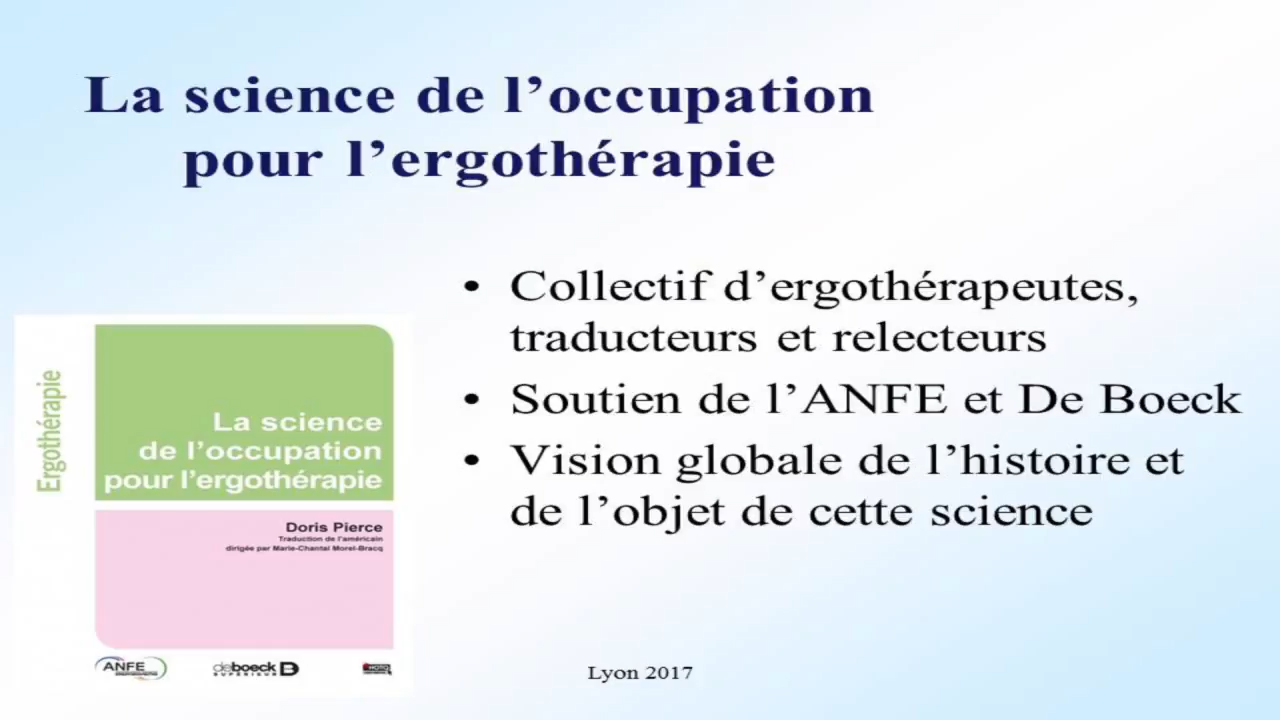 La science de l’occupation
pour l’ergothérapie
• Collectif d’ergothérapeutes,
traducteurs et relecteurs
• Soutien de l’ANFE et De Boeck
• Vision globale de l’histoire et
de l’objet de cette science
Ergothérapie
La science
de l’occupation
pour l’ergothérapie
Doris Pierce
Traduction de l’américain
dirigée par Marie-Chantal Morel-Bracq
ANFE
deboeck
SUPÉRIEUR
Lyon 2017